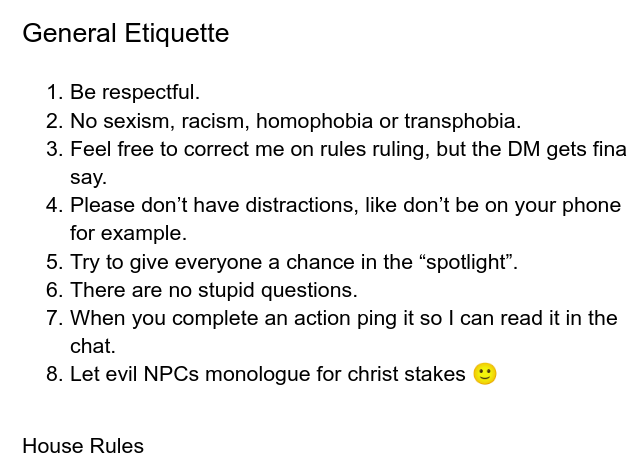 General Etiquette
1. Be respectful.
2. No sexism, racism, homophobia or transphobia.
3. Feel free to correct me on rules ruling, but the DM gets fina
say.
4. Please don’t have distractions, like don’t be on your phone
for example.
5. Try to give everyone a chance in the “spotlight”.
6. There are no stupid questions.
7. When you complete an action ping it so I can read it in the
chat.
8. Let evil NPCs monologue for christ stakes 🙂
House Rules